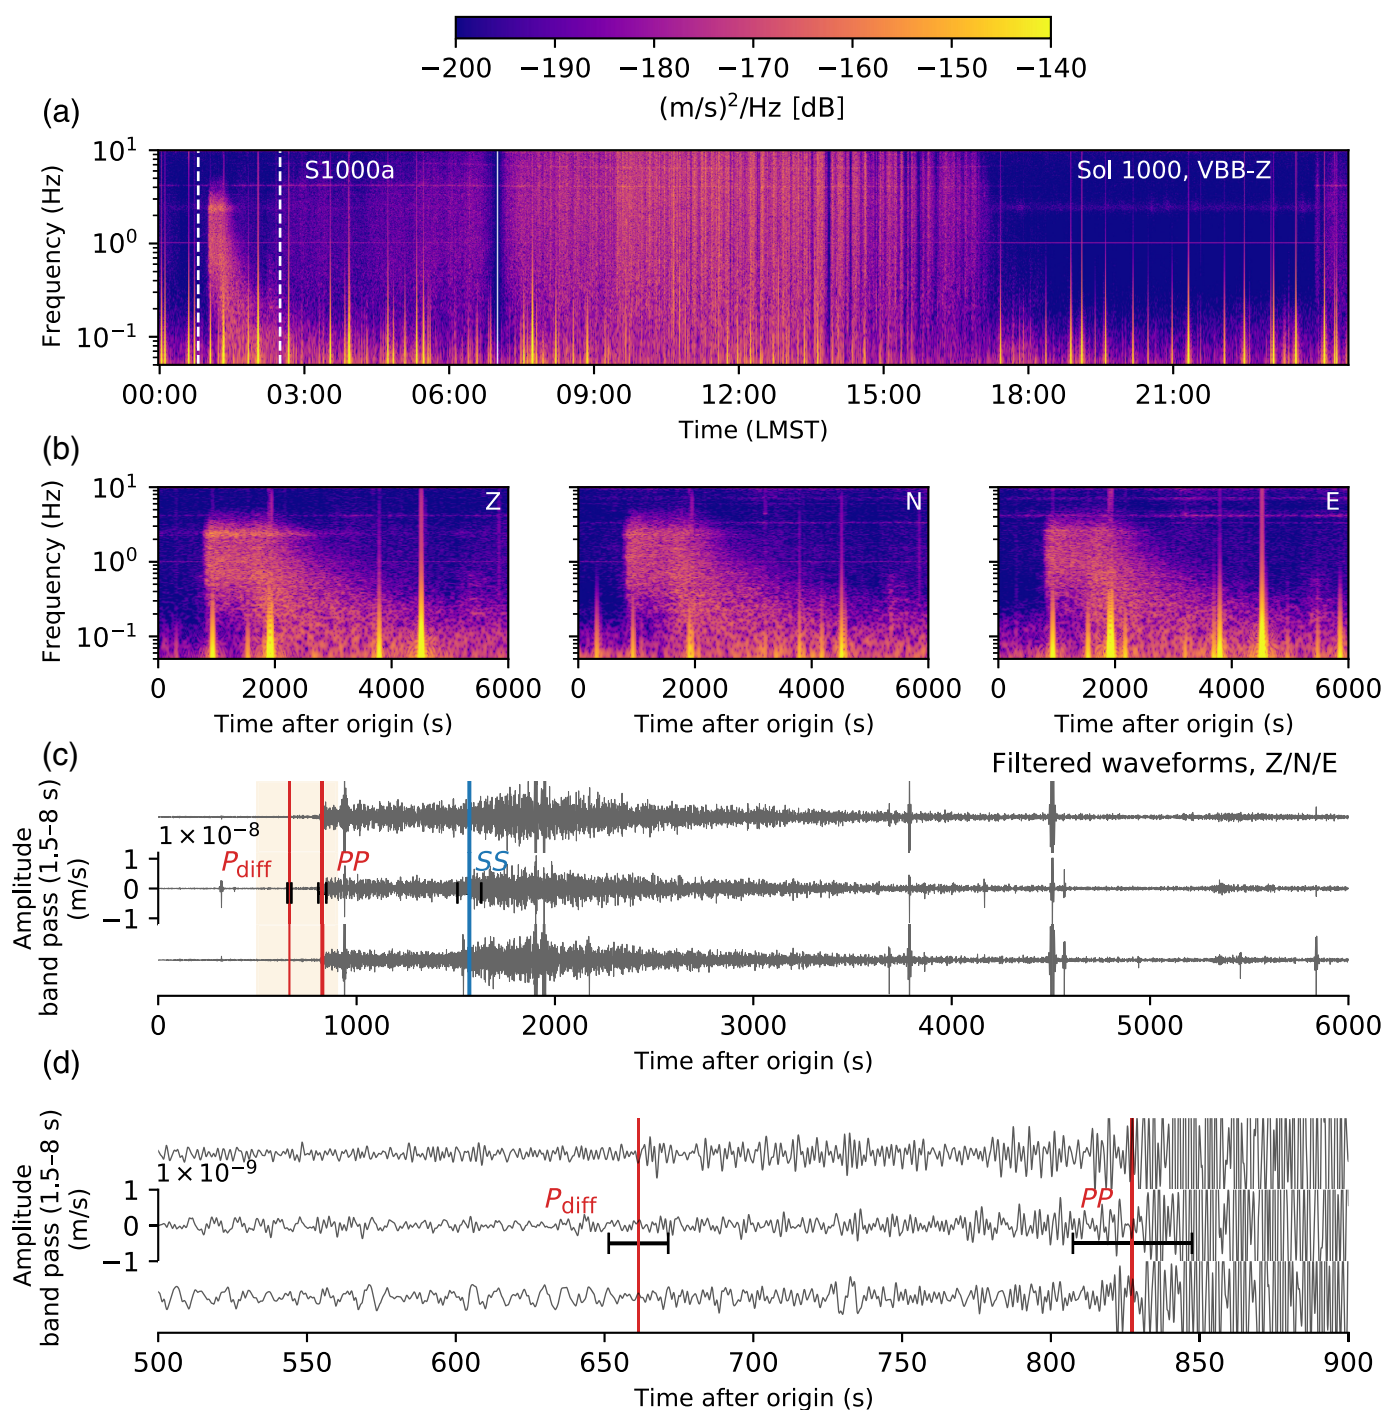 −200 −190 −180 −170 −160 −150 −140
(m/s)²/Hz [dB]
(a)
Frequency (Hz)
10¹
10⁰
10⁻¹
S1000a
Sol 1000, VBB-Z
00:00 03:00 06:00 09:00 12:00 15:00 18:00 21:00
Time (LMST)
(b)
Frequency (Hz)
10¹
10⁰
10⁻¹
Z
N
E
0 2000 4000 6000
0 2000 4000 6000
0 2000 4000 6000
Time after origin (s)
Time after origin (s)
Time after origin (s)
(c)
Filtered waveforms, Z/N/E
Amplitude
band pass (1.5–8 s)
(m/s)
1 × 10⁻⁸
1
0
−1
P_diff
PP
SS
0 1000 2000 3000 4000 5000 6000
Time after origin (s)
(d)
Amplitude
band pass (1.5–8 s)
(m/s)
1 × 10⁻⁹
1
0
−1
P_diff
PP
500 550 600 650 700 750 800 850 900
Time after origin (s)